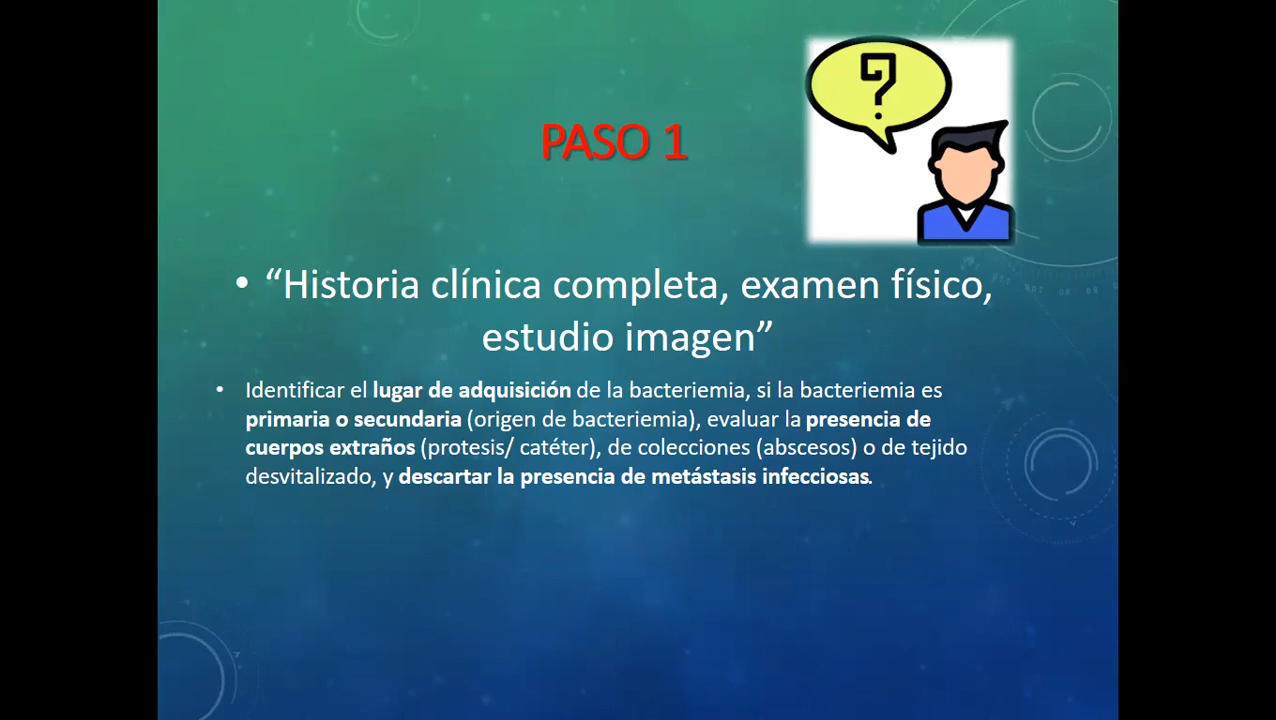 PASO 1
• “Historia clínica completa, examen físico,
estudio imagen”
• Identificar el lugar de adquisición de la bacteriemia, si la bacteriemia es
primaria o secundaria (origen de bacteriemia), evaluar la presencia de
cuerpos extraños (protesis/ catéter), de colecciones (abscesos) o de tejido
desvitalizado, y descartar la presencia de metástasis infecciosas.